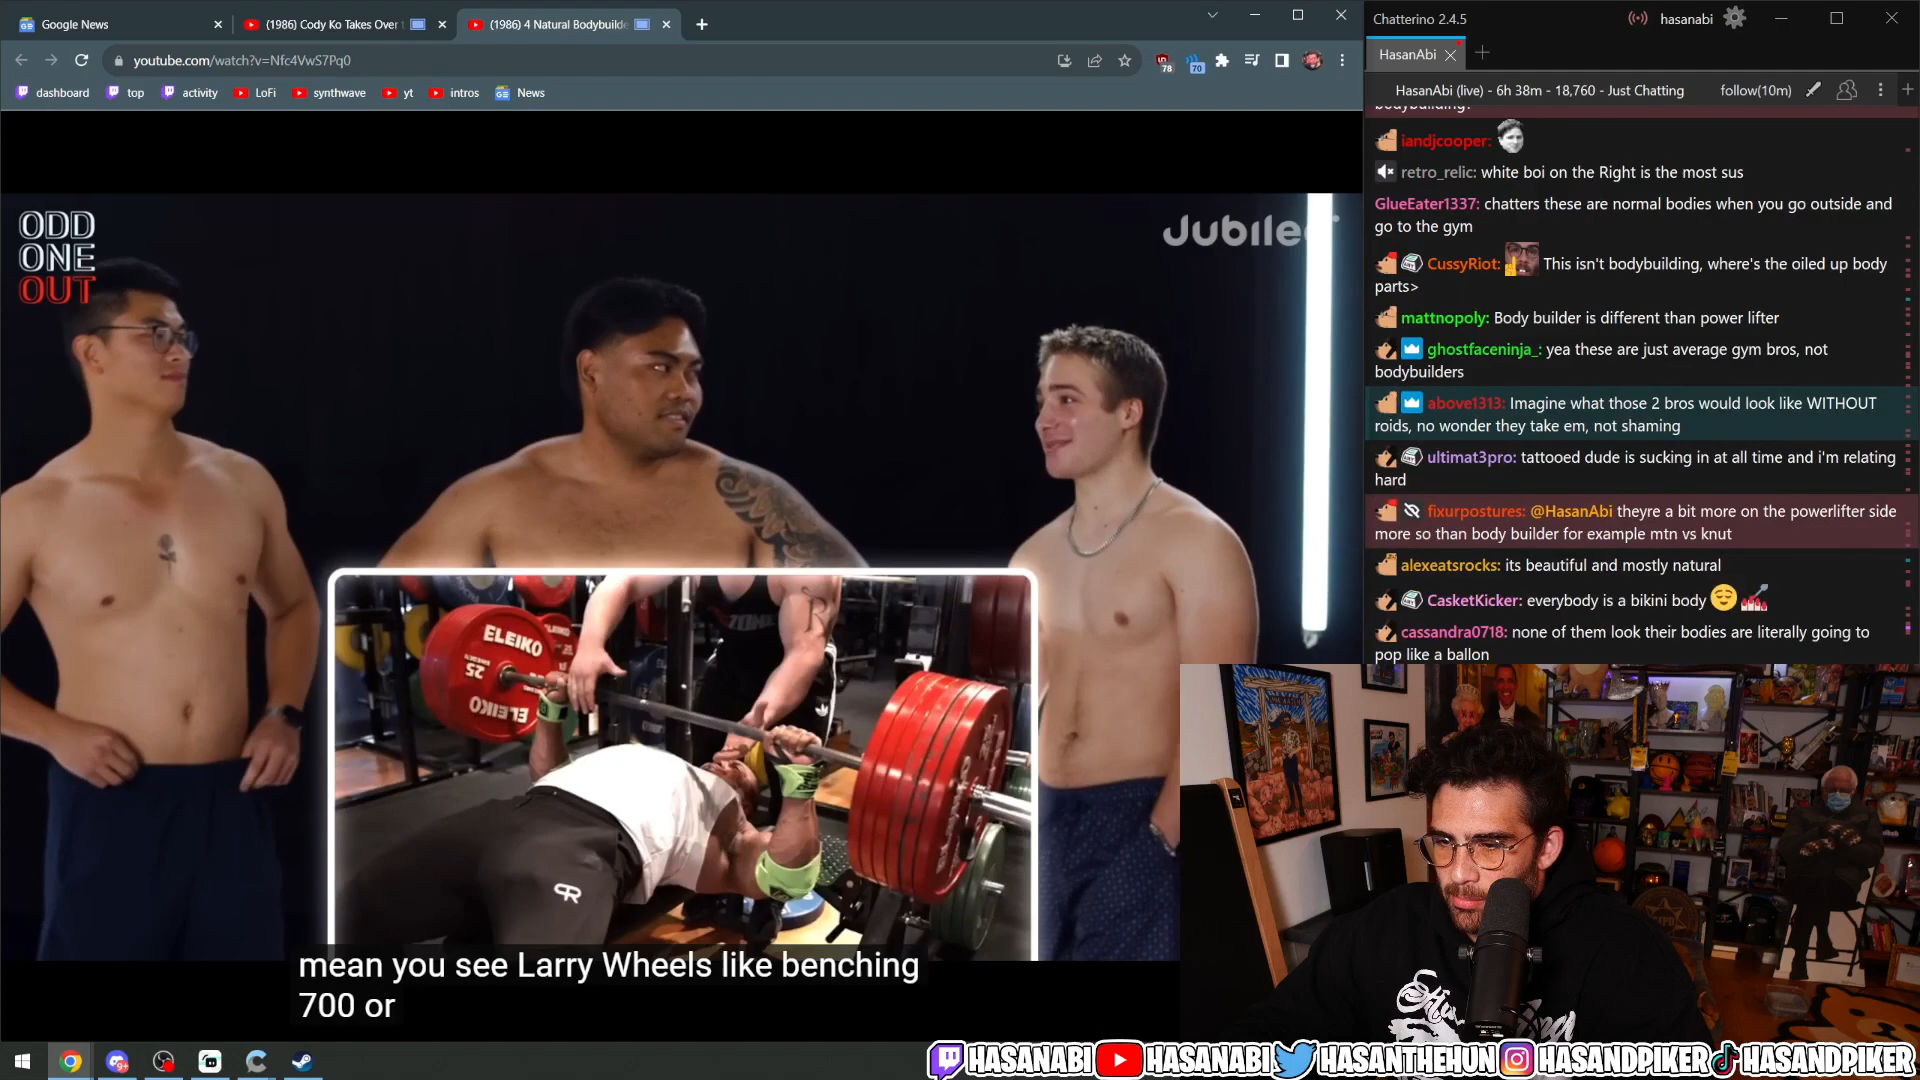 Google News
(1986) Cody Ko Takes Over
(1986) 4 Natural Bodybuilde
youtube.com/watch?v=Nfc4VwS7Pq0
78
70
dashboard
top
activity
LoFi
synthwave
yt
intros
News
ODD
ONE
OUT
Jubilee
ELEIKO
25
ELEIKO
PR
mean you see Larry Wheels like benching
700 or
Chatterino 2.4.5
hasanabi
HasanAbi
HasanAbi (live) - 6h 38m - 18,760 - Just Chatting
follow(10m)
bodybuilding?
iandjcooper:
retro_relic: white boi on the Right is the most sus
GlueEater1337: chatters these are normal bodies when you go outside and
go to the gym
CussyRiot: This isn't bodybuilding, where's the oiled up body
parts>
mattnopoly: Body builder is different than power lifter
ghostfaceninja_: yea these are just average gym bros, not
bodybuilders
above1313: Imagine what those 2 bros would look like WITHOUT
roids, no wonder they take em, not shaming
ultimat3pro: tattooed dude is sucking in at all time and i'm relating
hard
fixurpostures: @HasanAbi theyre a bit more on the powerlifter side
more so than body builder for example mtn vs knut
alexeatsrocks: its beautiful and mostly natural
CasketKicker: everybody is a bikini body
cassandra0718: none of them look their bodies are literally going to
pop like a ballon
HASANABI
HASANABI
HASANTHEHUN
HASANDPIKER
HASANDPIKER